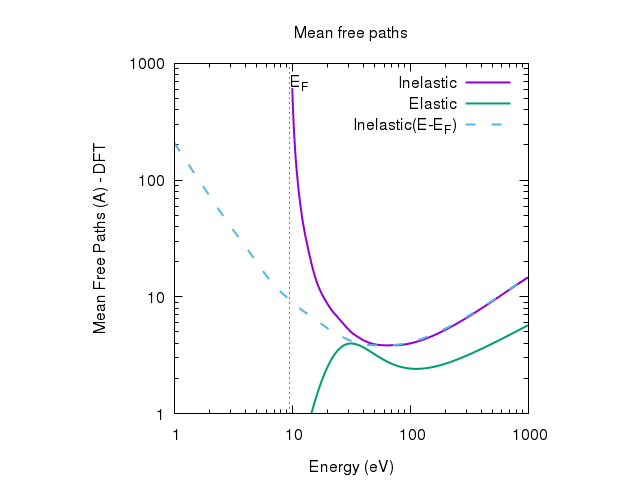 Mean free paths
1000
100
10
1
Mean Free Paths (A) - DFT
E_F
Inelastic
Elastic
Inelastic(E-E_F)
1 10 100 1000
Energy (eV)